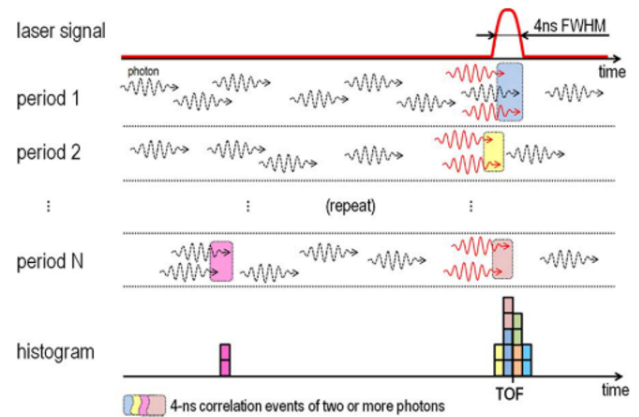 laser signal
4ns FWHM
time
photon
period 1
period 2
⋮ ⋮ (repeat) ⋮
period N
histogram
time
TOF
4-ns correlation events of two or more photons